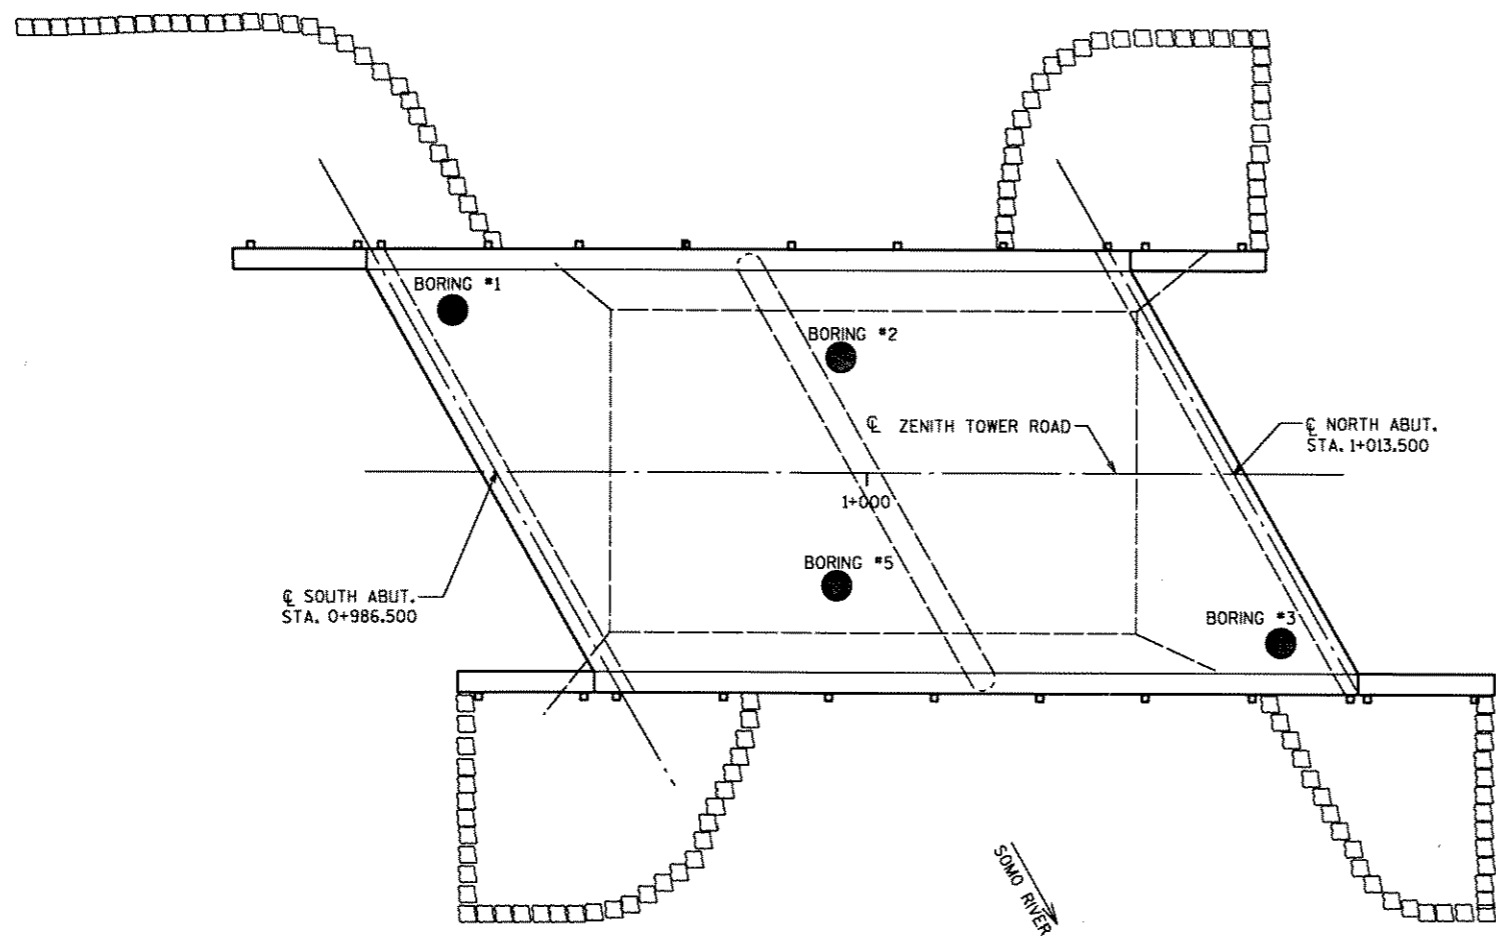 BORING #1
BORING #2
℄ ZENITH TOWER ROAD
℄ NORTH ABUT.
STA. 1+013.500
1+000
BORING #5
℄ SOUTH ABUT.
STA. 0+986.500
BORING #3
SOMO RIVER